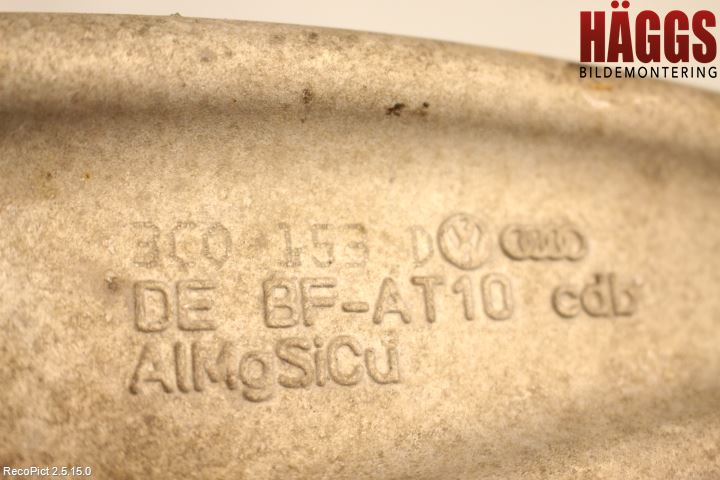 HÄGGS
BILDEMONTERING
3C0 153 D
DE BF-AT10 cdb
AlMgSiCu
RecoPict 2.5.15.0